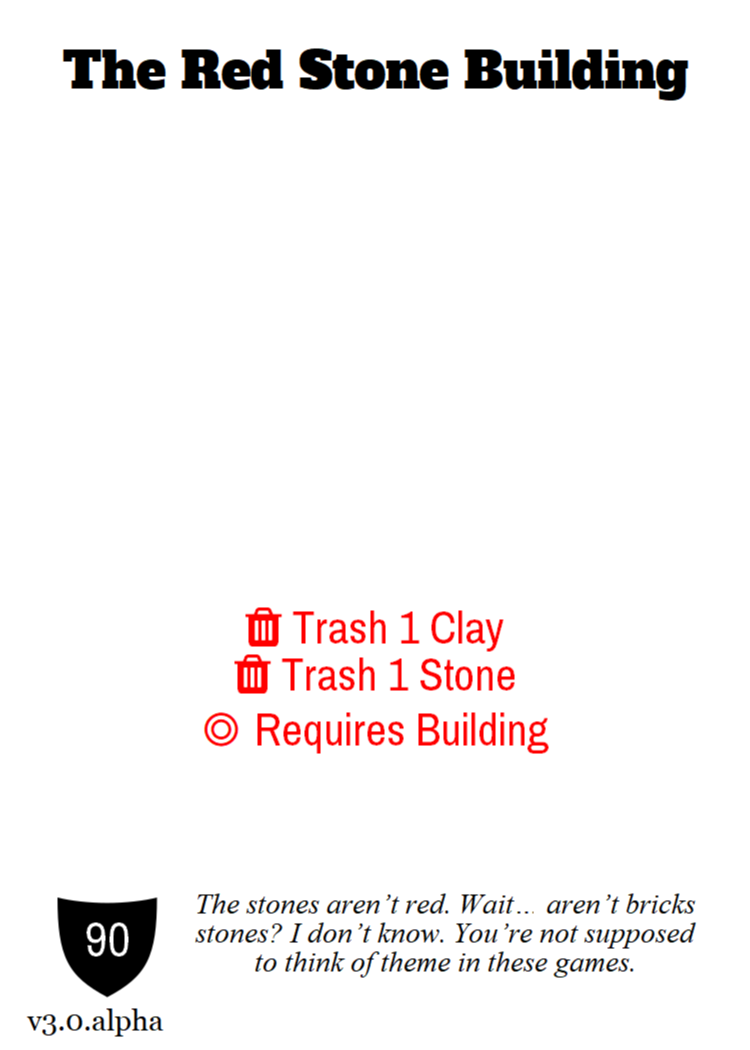 The Red Stone Building
Trash 1 Clay
Trash 1 Stone
Requires Building
The stones aren’t red. Wait… aren’t bricks
stones? I don’t know. You’re not supposed
to think of theme in these games.
90
v3.0.alpha